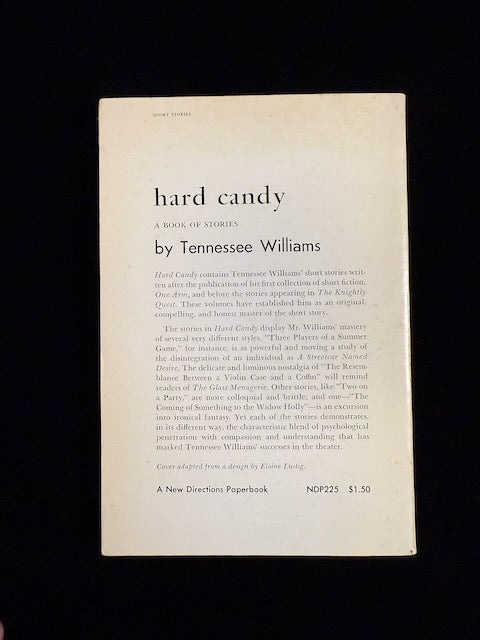 SHORT STORIES
hard candy
A BOOK OF STORIES
by Tennessee Williams
Hard Candy contains Tennessee Williams' short stories writ-
ten after the publication of his first collection of short fiction,
One Arm, and before the stories appearing in The Knightly
Quest. These volumes have established him as an original,
compelling, and honest master of the short story.
The stories in Hard Candy display Mr. Williams' mastery
of several very different styles. "Three Players of a Summer
Game," for instance, is as powerful and moving a study of
the disintegration of an individual as A Streetcar Named
Desire. The delicate and luminous nostalgia of "The Resem-
blance Between a Violin Case and a Coffin" will remind
readers of The Glass Menagerie. Other stories, like "Two on
a Party," are more colloquial and brittle; and one—"The
Coming of Something to the Widow Holly"—is an excursion
into ironical fantasy. Yet each of the stories demonstrates,
in its different way, the characteristic blend of psychological
penetration with compassion and understanding that has
marked Tennessee Williams' successes in the theater.
Cover adapted from a design by Elaine Lustig.
A New Directions Paperbook NDP225 $1.50